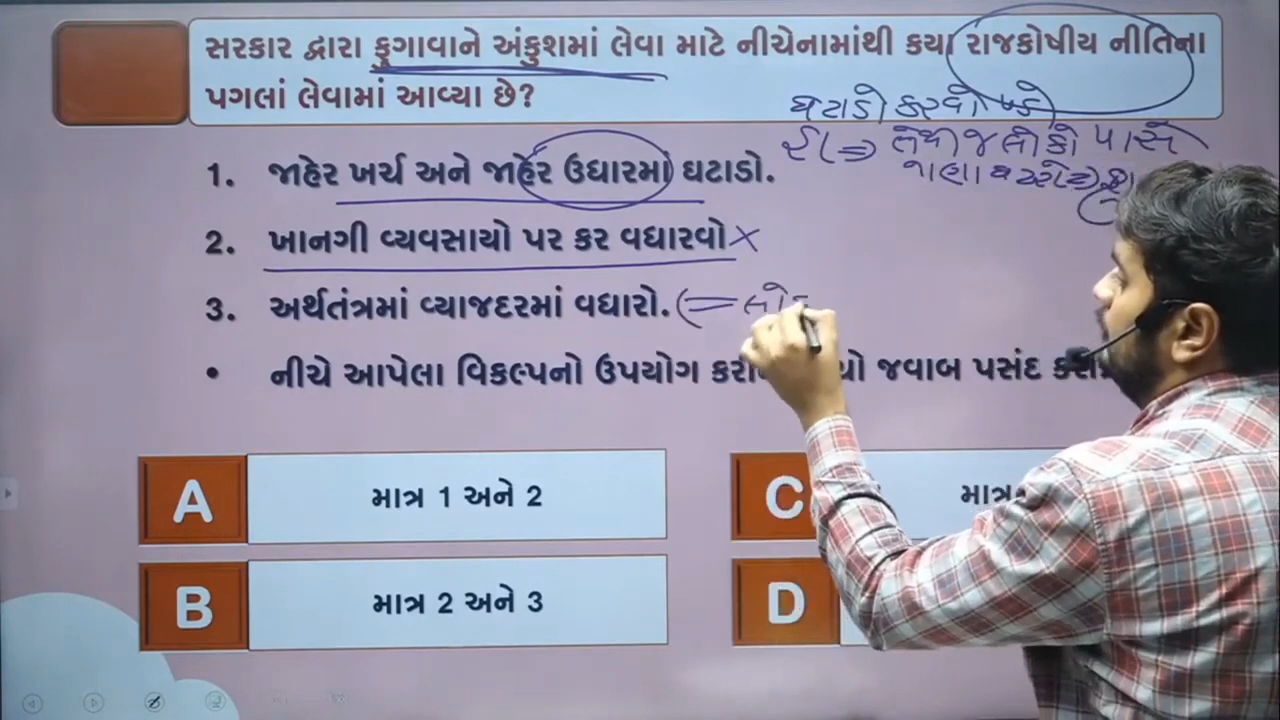 સરકાર દ્વારા ફુગાવાને અંકુશમાં લેવા માટે નીચેનામાંથી કયા રાજકોષીય નીતિના
પગલાં લેવામાં આવ્યા છે?
ઘટાડો કરવો પડે
લોકો પાસે
નાણા
1. જાહેર ખર્ચ અને જાહેર ઉધારમાં ઘટાડો.
2. ખાનગી વ્યવસાયો પર કર વધારવો
3. અર્થતંત્રમાં વ્યાજદરમાં વધારો.
• નીચે આપેલા વિકલ્પનો ઉપયોગ જવાબ પસંદ
A માત્ર 1 અને 2
B માત્ર 2 અને 3
C માત્ર
D